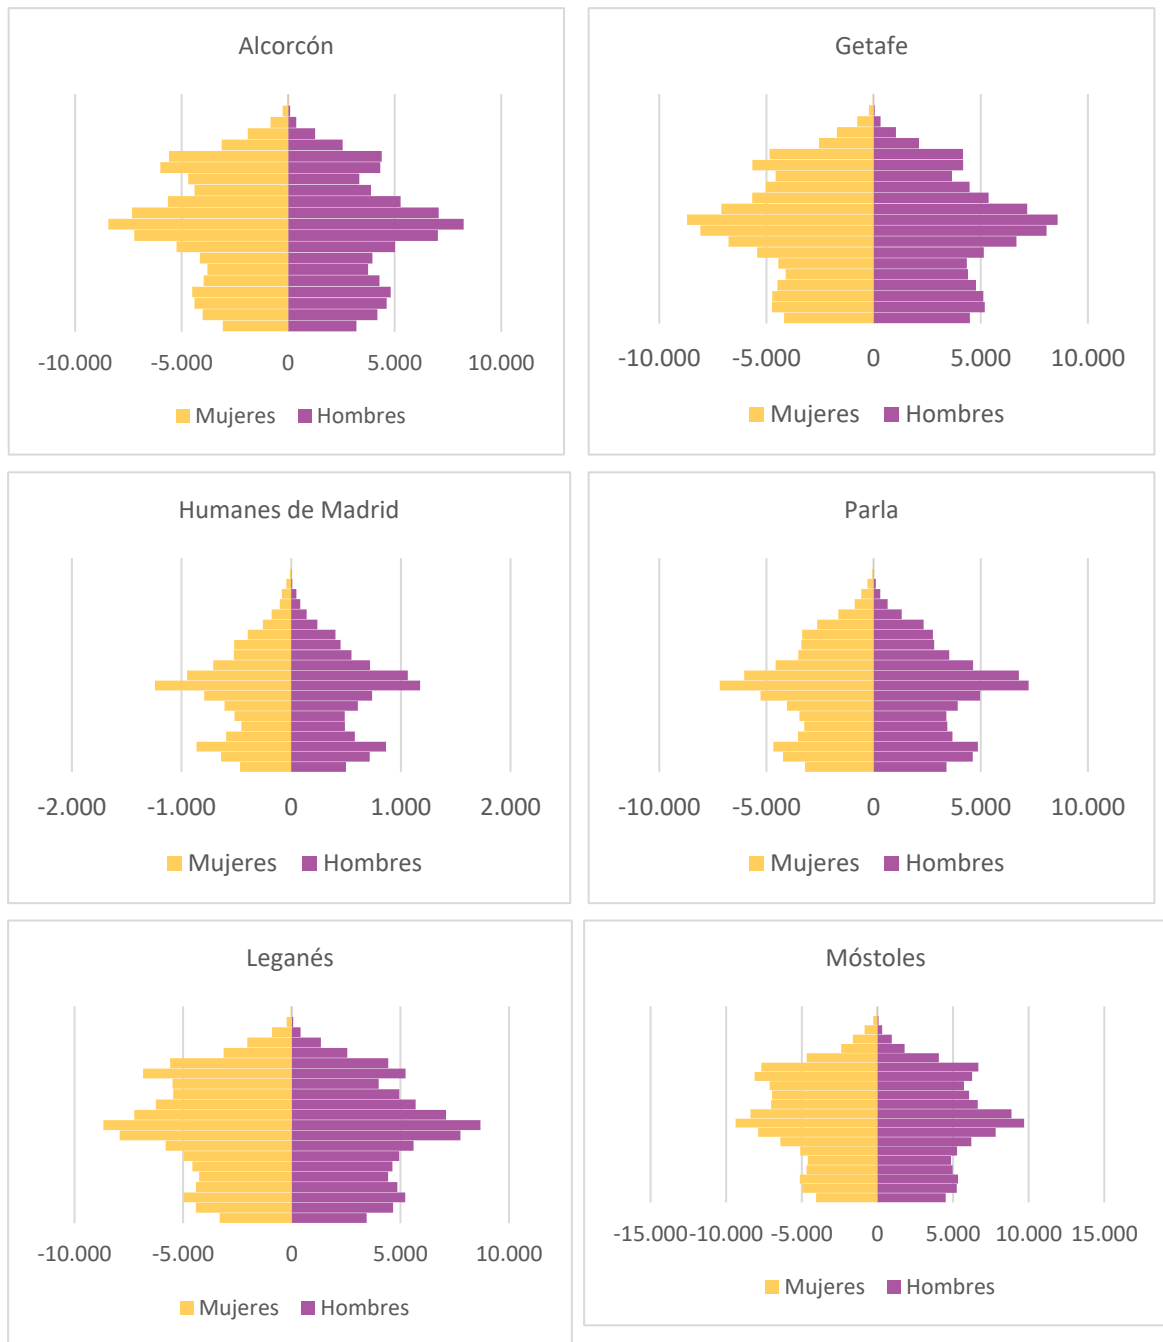 Alcorcón
-10.000 -5.000 0 5.000 10.000
Mujeres Hombres
Getafe
-10.000 -5.000 0 5.000 10.000
Mujeres Hombres
Humanes de Madrid
-2.000 -1.000 0 1.000 2.000
Mujeres Hombres
Parla
-10.000 -5.000 0 5.000 10.000
Mujeres Hombres
Leganés
-10.000 -5.000 0 5.000 10.000
Mujeres Hombres
Móstoles
-15.000 -10.000 -5.000 0 5.000 10.000 15.000
Mujeres Hombres